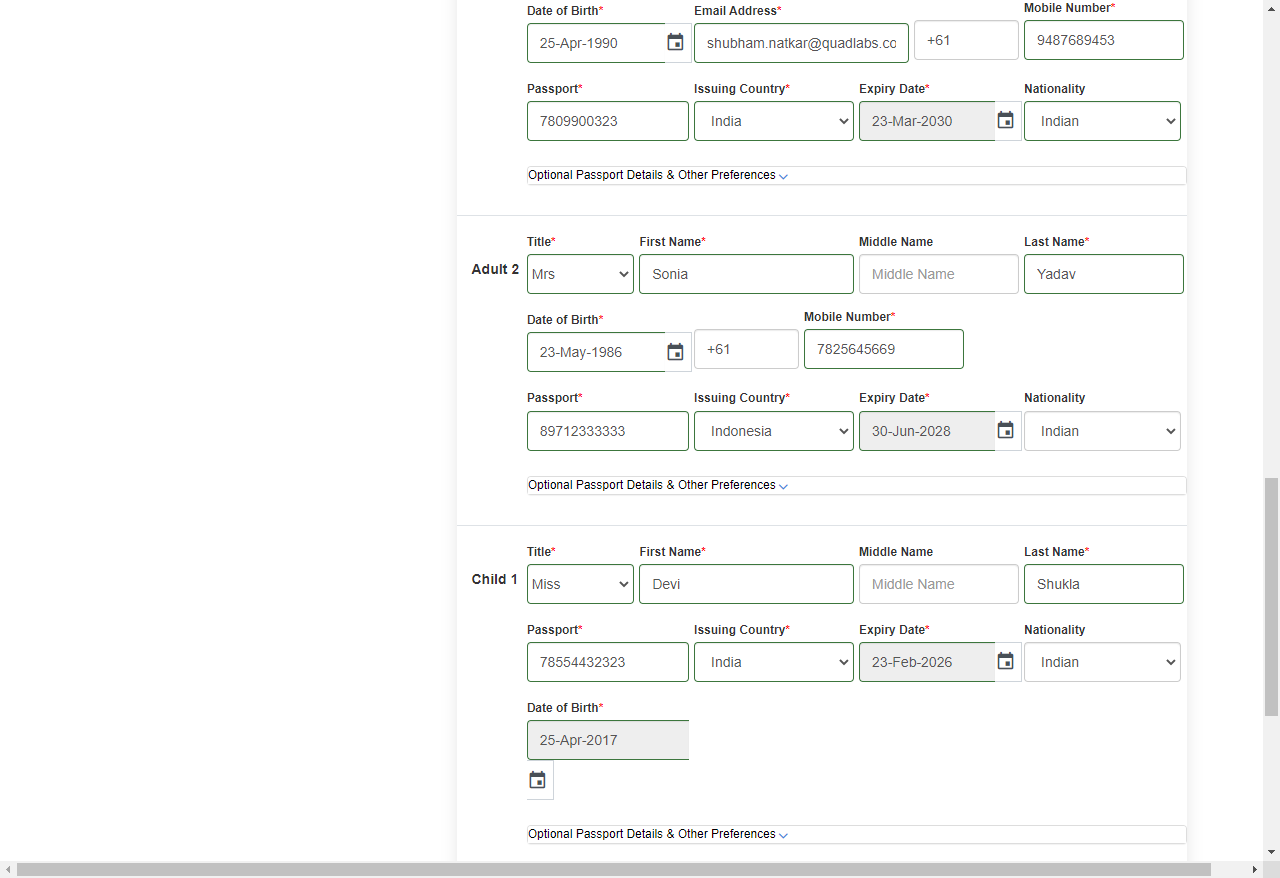 Date of Birth* Email Address* Mobile Number*
25-Apr-1990 shubham.natkar@quadlabs.co +61 9487689453
Passport* Issuing Country* Expiry Date* Nationality
7809900323 India 23-Mar-2030 Indian
Optional Passport Details & Other Preferences
Title* First Name* Middle Name Last Name*
Adult 2 Mrs Sonia Middle Name Yadav
Date of Birth* Mobile Number*
23-May-1986 +61 7825645669
Passport* Issuing Country* Expiry Date* Nationality
89712333333 Indonesia 30-Jun-2028 Indian
Optional Passport Details & Other Preferences
Title* First Name* Middle Name Last Name*
Child 1 Miss Devi Middle Name Shukla
Passport* Issuing Country* Expiry Date* Nationality
78554432323 India 23-Feb-2026 Indian
Date of Birth*
25-Apr-2017
Optional Passport Details & Other Preferences